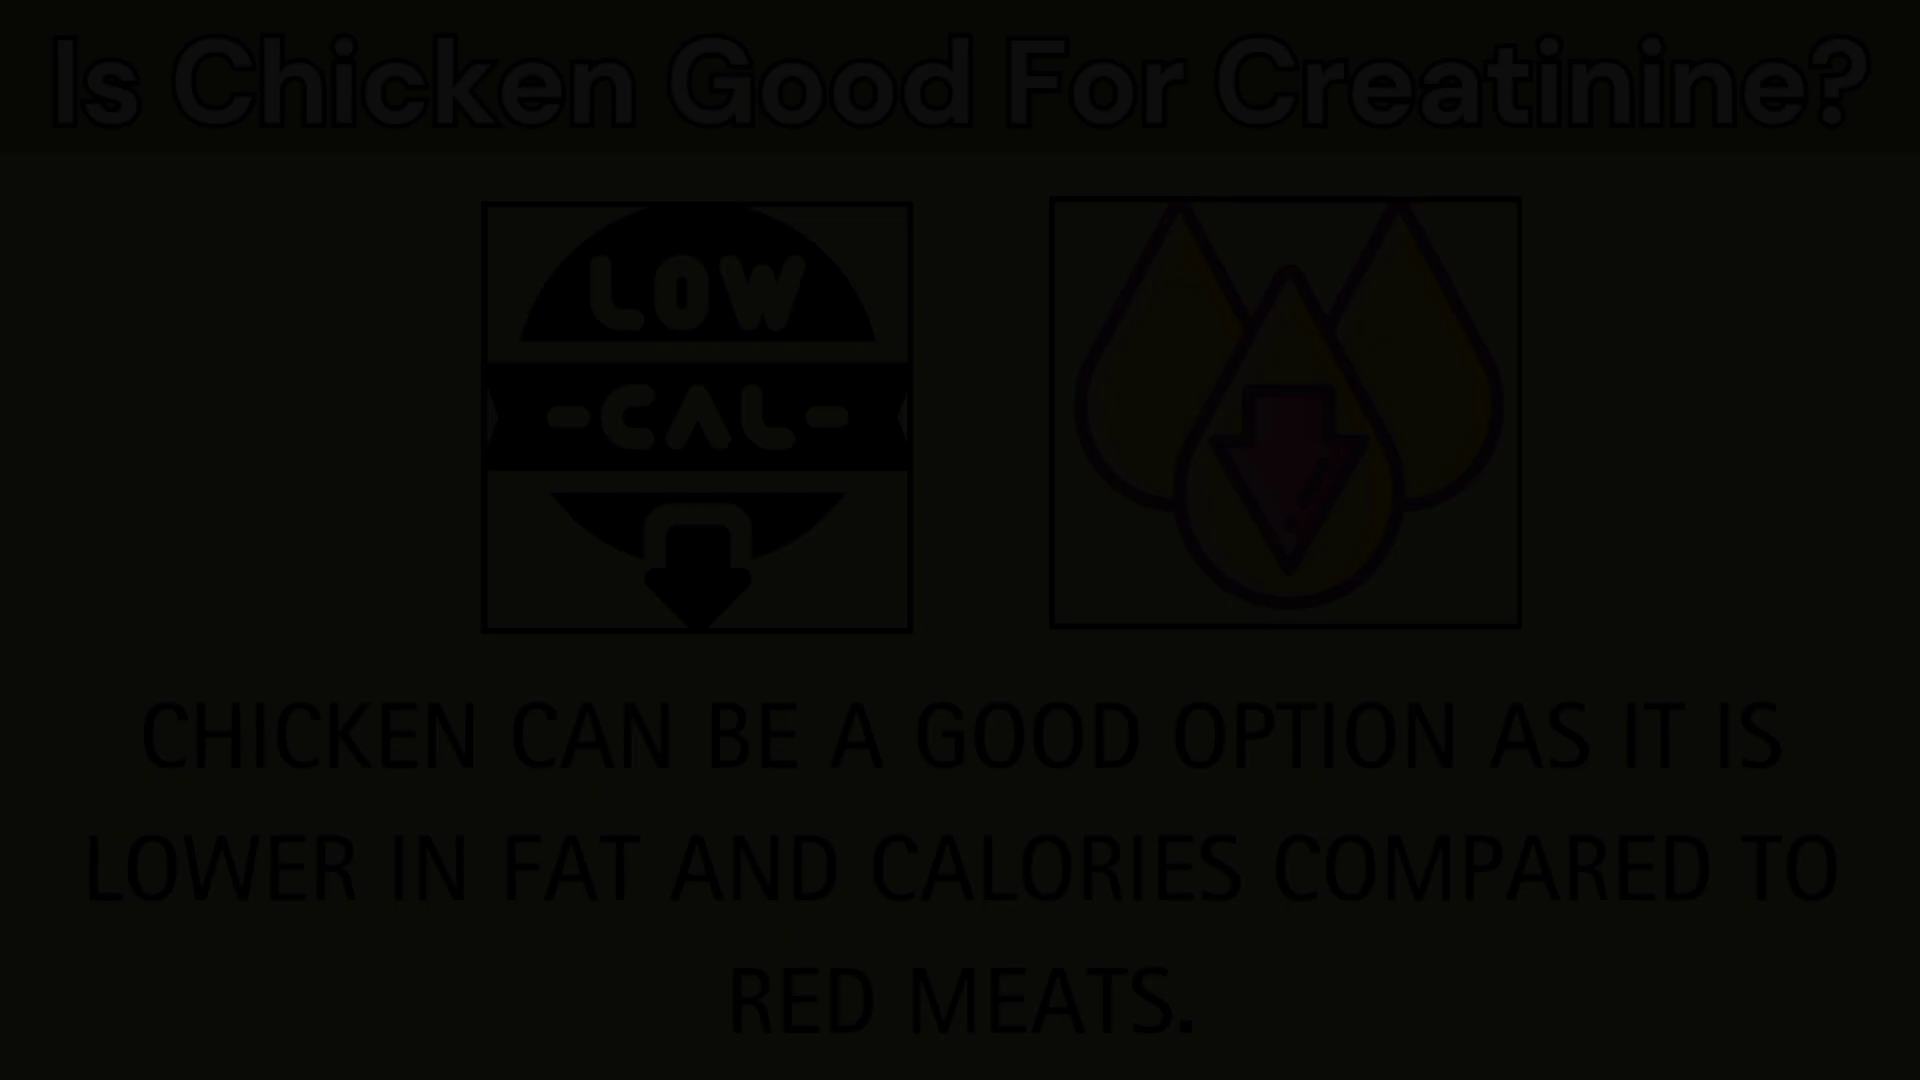 Is Chicken Good For Creatinine?
LOW
-CAL-
CHICKEN CAN BE A GOOD OPTION AS IT IS
LOWER IN FAT AND CALORIES COMPARED TO
RED MEATS.